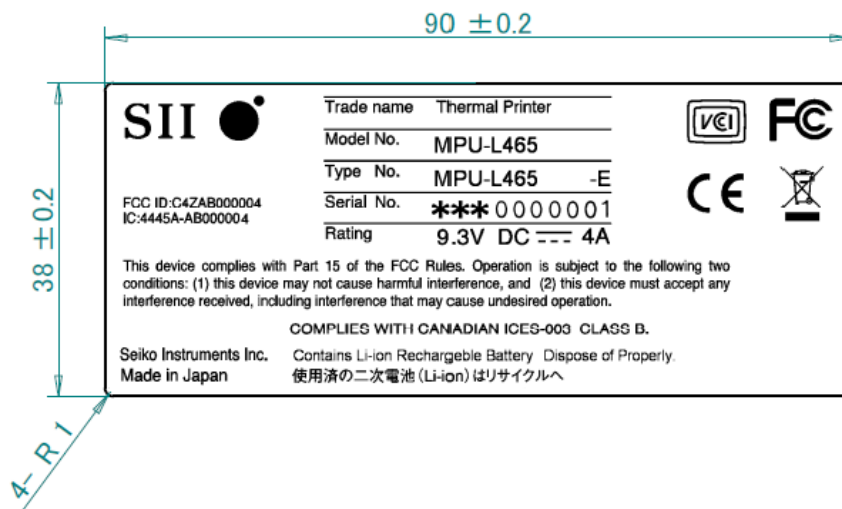 90 ±0.2
38 ±0.2
4- R 1
SII
Trade name Thermal Printer
Model No. MPU-L465
Type No. MPU-L465 -E
Serial No. ***0000001
Rating 9.3V DC 4A
VCI
FC
CE
FCC ID:C4ZAB000004
IC:4445A-AB000004
This device complies with Part 15 of the FCC Rules. Operation is subject to the following two
conditions: (1) this device may not cause harmful interference, and (2) this device must accept any
interference received, including interference that may cause undesired operation.
COMPLIES WITH CANADIAN ICES-003 CLASS B.
Seiko Instruments Inc. Contains Li-ion Rechargeble Battery Dispose of Properly.
Made in Japan 使用済の二次電池(Li-ion)はリサイクルへ